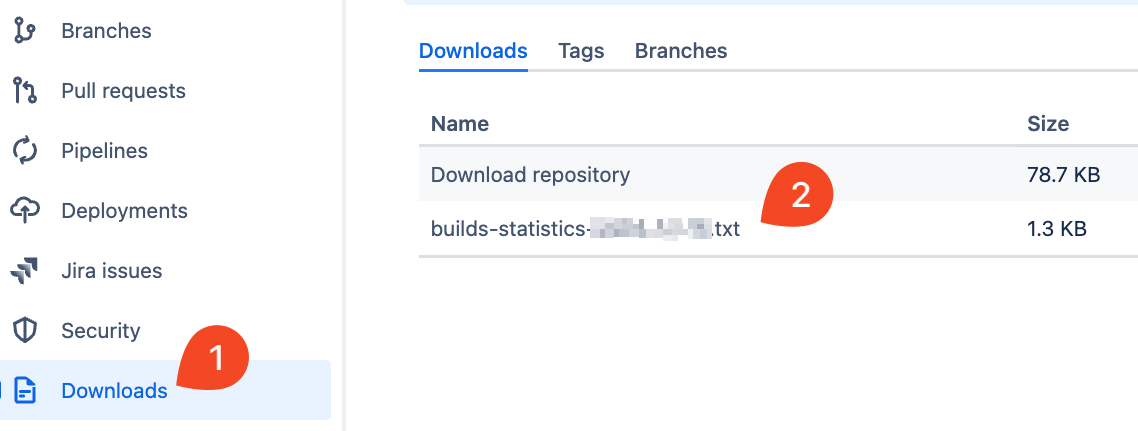 Branches
Pull requests
Pipelines
Deployments
Jira issues
Security
Downloads
1
Downloads Tags Branches
Name Size
Download repository 78.7 KB
2
builds-statistics- .txt 1.3 KB